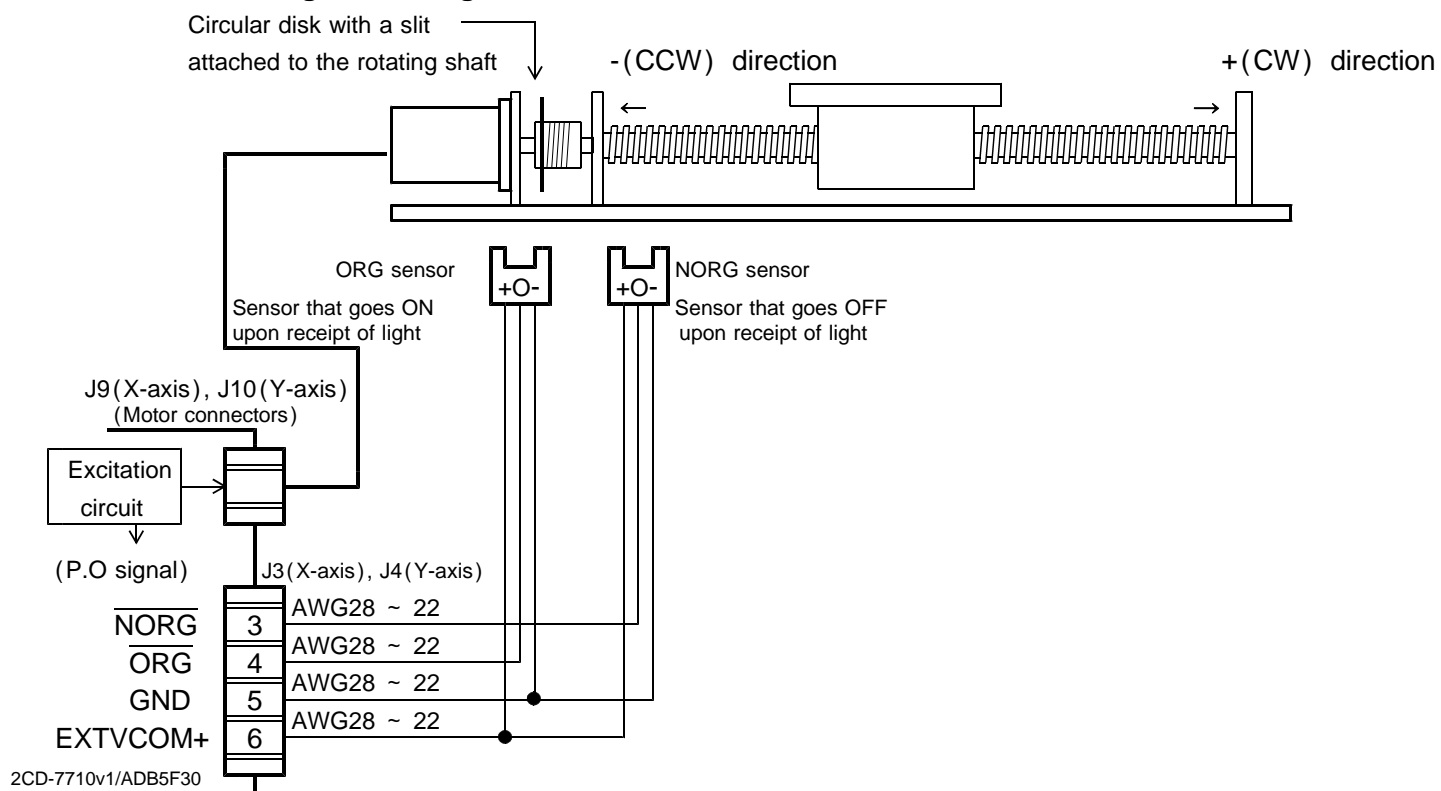 Circular disk with a slit
attached to the rotating shaft
-(CCW) direction
+(CW) direction
ORG sensor
+O-
Sensor that goes ON
upon receipt of light
NORG sensor
+O-
Sensor that goes OFF
upon receipt of light
J9(X-axis), J10(Y-axis)
(Motor connectors)
Excitation
circuit
(P.O signal)
J3(X-axis), J4(Y-axis)
NORG 3 AWG28 ~ 22
ORG 4 AWG28 ~ 22
GND 5 AWG28 ~ 22
EXTVCOM+ 6 AWG28 ~ 22
2CD-7710v1/ADB5F30